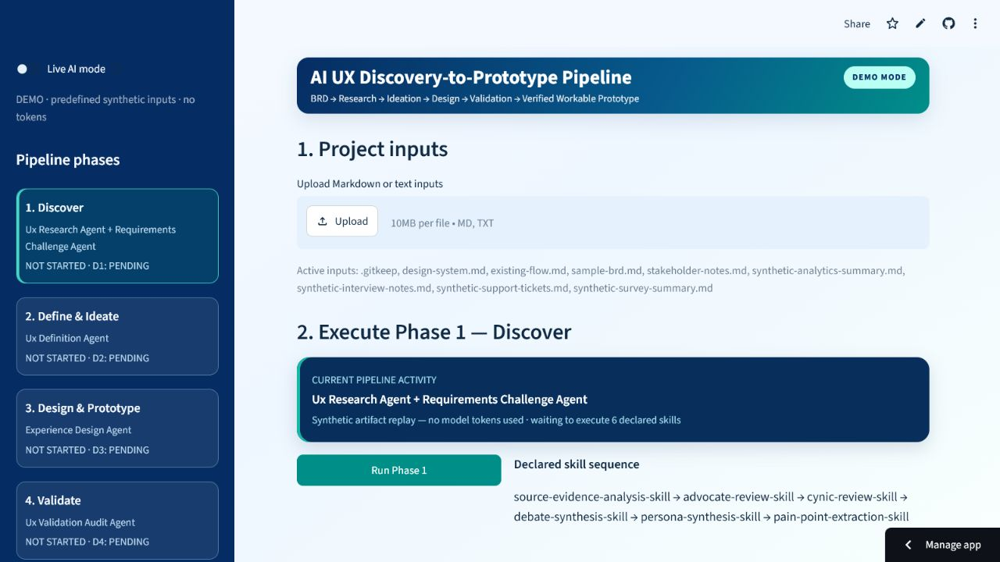 Live AI mode
DEMO · predefined synthetic inputs · no
tokens
Pipeline phases
1. Discover
Ux Research Agent + Requirements
Challenge Agent
NOT STARTED · D1: PENDING
2. Define & Ideate
Ux Definition Agent
NOT STARTED · D2: PENDING
3. Design & Prototype
Experience Design Agent
NOT STARTED · D3: PENDING
4. Validate
Ux Validation Audit Agent
NOT STARTED · D4: PENDING
Share
AI UX Discovery-to-Prototype Pipeline
DEMO MODE
BRD → Research → Ideation → Design → Validation → Verified Workable Prototype
1. Project inputs
Upload Markdown or text inputs
Upload
10MB per file • MD, TXT
Active inputs: .gitkeep, design-system.md, existing-flow.md, sample-brd.md, stakeholder-notes.md, synthetic-analytics-summary.md,
synthetic-interview-notes.md, synthetic-support-tickets.md, synthetic-survey-summary.md
2. Execute Phase 1 — Discover
CURRENT PIPELINE ACTIVITY
Ux Research Agent + Requirements Challenge Agent
Synthetic artifact replay — no model tokens used · waiting to execute 6 declared skills
Run Phase 1
Declared skill sequence
source-evidence-analysis-skill → advocate-review-skill → cynic-review-skill →
debate-synthesis-skill → persona-synthesis-skill → pain-point-extraction-skill
Manage app